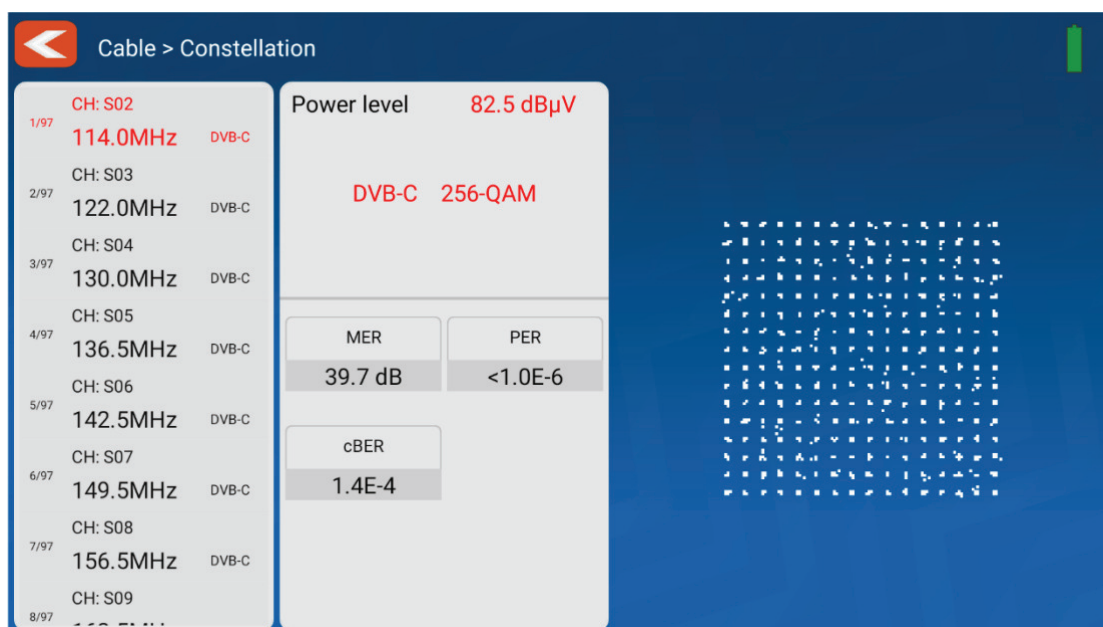 Cable > Constellation
CH: S02
1/97
114.0MHz DVB-C
CH: S03
2/97
122.0MHz DVB-C
CH: S04
3/97
130.0MHz DVB-C
CH: S05
4/97
136.5MHz DVB-C
CH: S06
5/97
142.5MHz DVB-C
CH: S07
6/97
149.5MHz DVB-C
CH: S08
7/97
156.5MHz DVB-C
CH: S09
8/97
Power level 82.5 dBµV
DVB-C 256-QAM
MER PER
39.7 dB <1.0E-6
cBER
1.4E-4